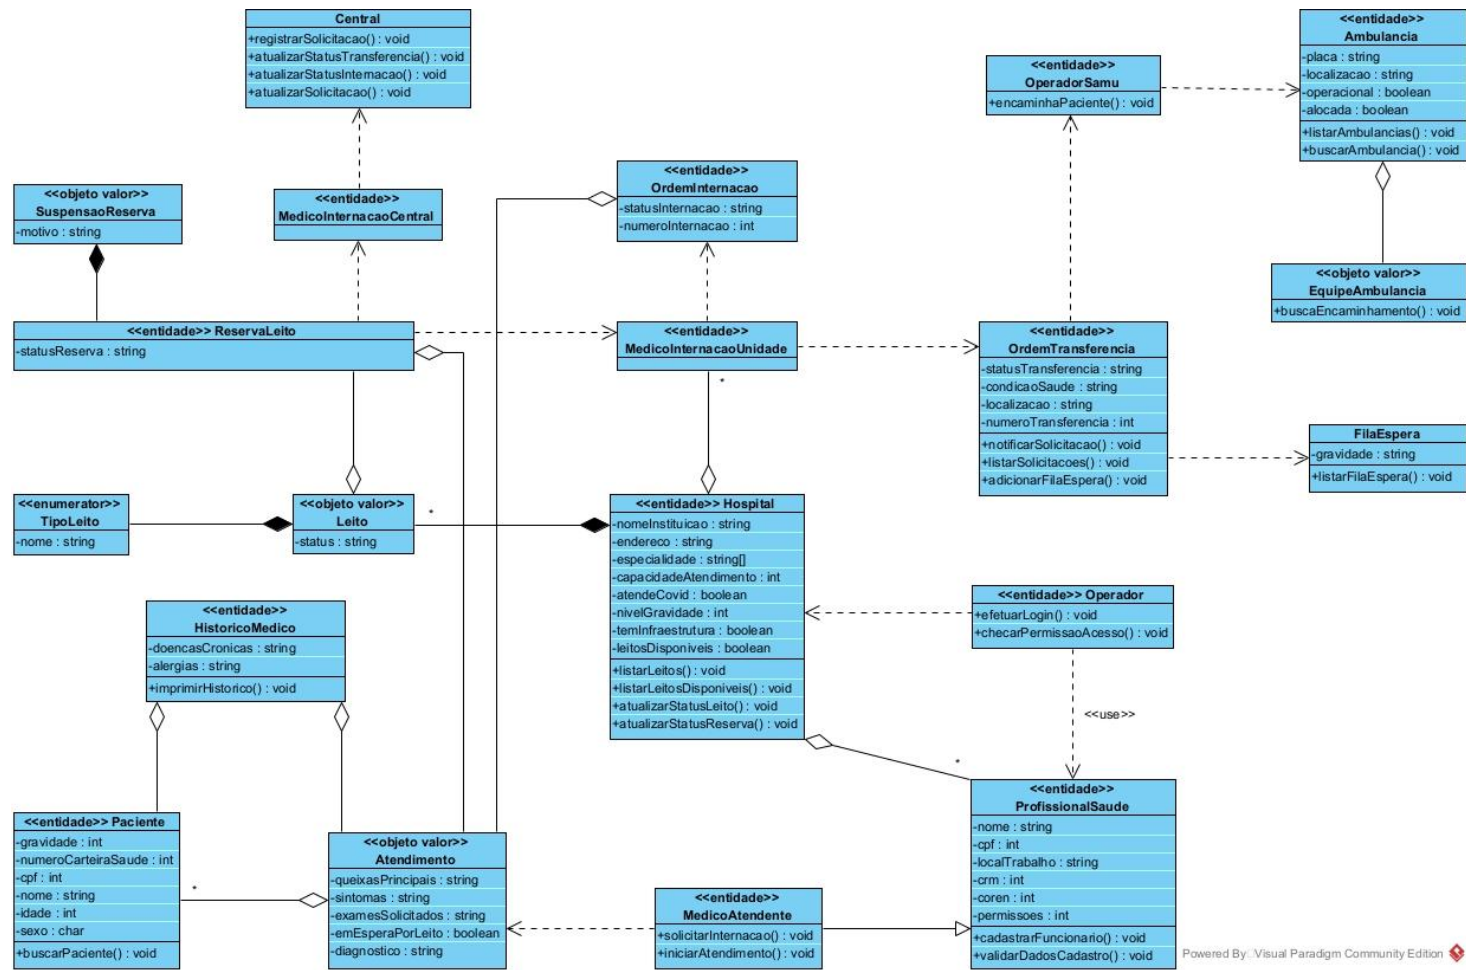 Central
+registrarSolicitacao() : void
+atualizarStatusTransferencia() : void
+atualizarStatusInternacao() : void
+atualizarSolicitacao() : void
<<entidade>>
Ambulancia
-placa : string
-localizacao : string
-operacional : boolean
-alocada : boolean
+listarAmbulancias() : void
+buscarAmbulancia() : void
<<entidade>>
OperadorSamu
+encaminhaPaciente() : void
<<objeto valor>>
SuspensaoReserva
-motivo : string
<<entidade>>
MedicoInternacaoCentral
<<entidade>>
OrdemInternacao
-statusInternacao : string
-numeroInternacao : int
<<objeto valor>>
EquipeAmbulancia
+buscaEncaminhamento() : void
<<entidade>> ReservaLeito
-statusReserva : string
<<entidade>>
MedicoInternacaoUnidade
*
<<entidade>>
OrdemTransferencia
-statusTransferencia : string
-condicaoSaude : string
-localizacao : string
-numeroTransferencia : int
+notificarSolicitacao() : void
+listarSolicitacoes() : void
+adicionarFilaEspera() : void
FilaEspera
-gravidade : string
+listarFilaEspera() : void
<<enumerator>>
TipoLeito
-nome : string
<<objeto valor>>
Leito
-status : string
*
<<entidade>> Hospital
-nomeInstituicao : string
-endereco : string
-especialidade : string[]
-capacidadeAtendimento : int
-atendeCovid : boolean
-nivelGravidade : int
-temInfraestrutura : boolean
-leitosDisponiveis : boolean
+listarLeitos() : void
+listarLeitosDisponiveis() : void
+atualizarStatusLeito() : void
+atualizarStatusReserva() : void
<<entidade>> Operador
+efetuarLogin() : void
+checarPermissaoAcesso() : void
<<use>>
<<entidade>>
HistoricoMedico
-doencasCronicas : string
-alergias : string
+imprimirHistorico() : void
*
<<entidade>> Paciente
-gravidade : int
-numeroCarteiraSaude : int
-cpf : int
-nome : string
-idade : int
-sexo : char
+buscarPaciente() : void
*
<<objeto valor>>
Atendimento
-queixasPrincipais : string
-sintomas : string
-examesSolicitados : string
-emEsperaPorLeito : boolean
-diagnostico : string
<<entidade>>
MedicoAtendente
+solicitarInternacao() : void
+iniciarAtendimento() : void
<<entidade>>
ProfissionalSaude
-nome : string
-cpf : int
-localTrabalho : string
-crm : int
-coren : int
-permissoes : int
+cadastrarFuncionario() : void
+validarDadosCadastro() : void
Powered By: Visual Paradigm Community Edition